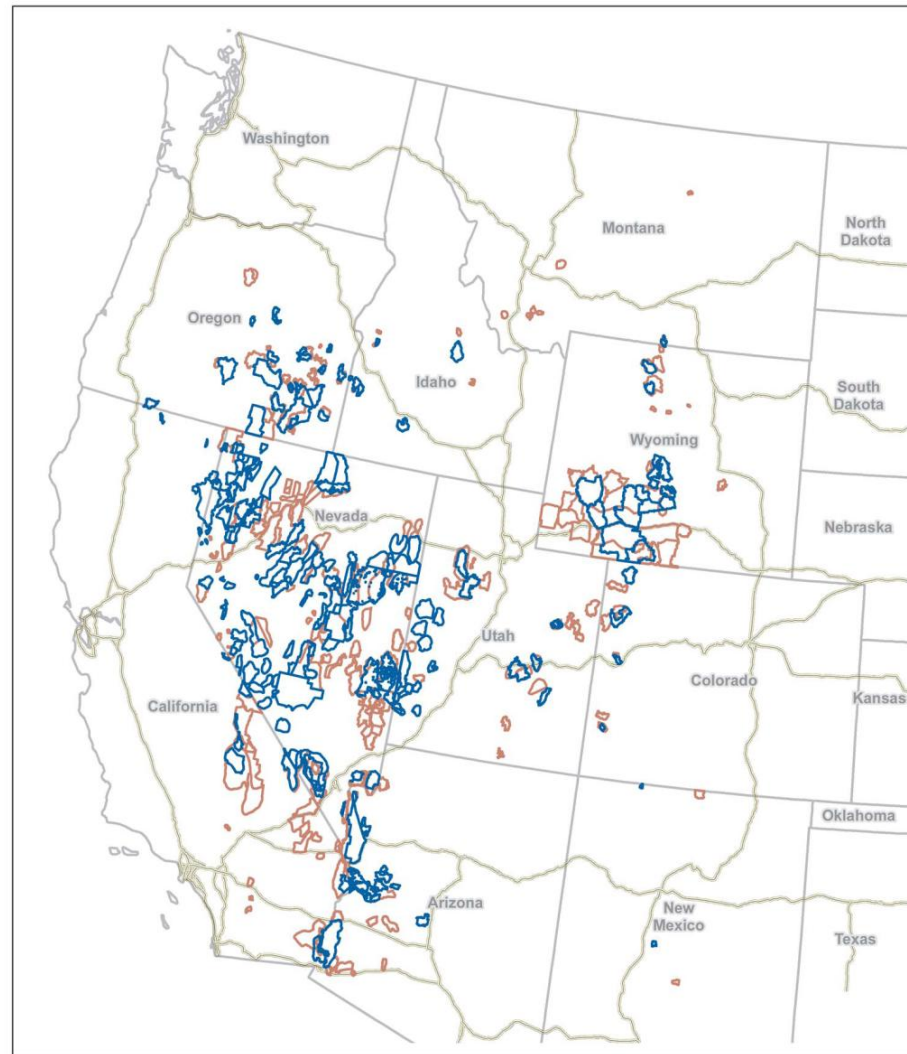 Washington
Montana
North
Dakota
Oregon
Idaho
South
Dakota
Wyoming
Nevada
Nebraska
Utah
Colorado
California
Kansas
Oklahoma
Arizona
New
Mexico
Texas